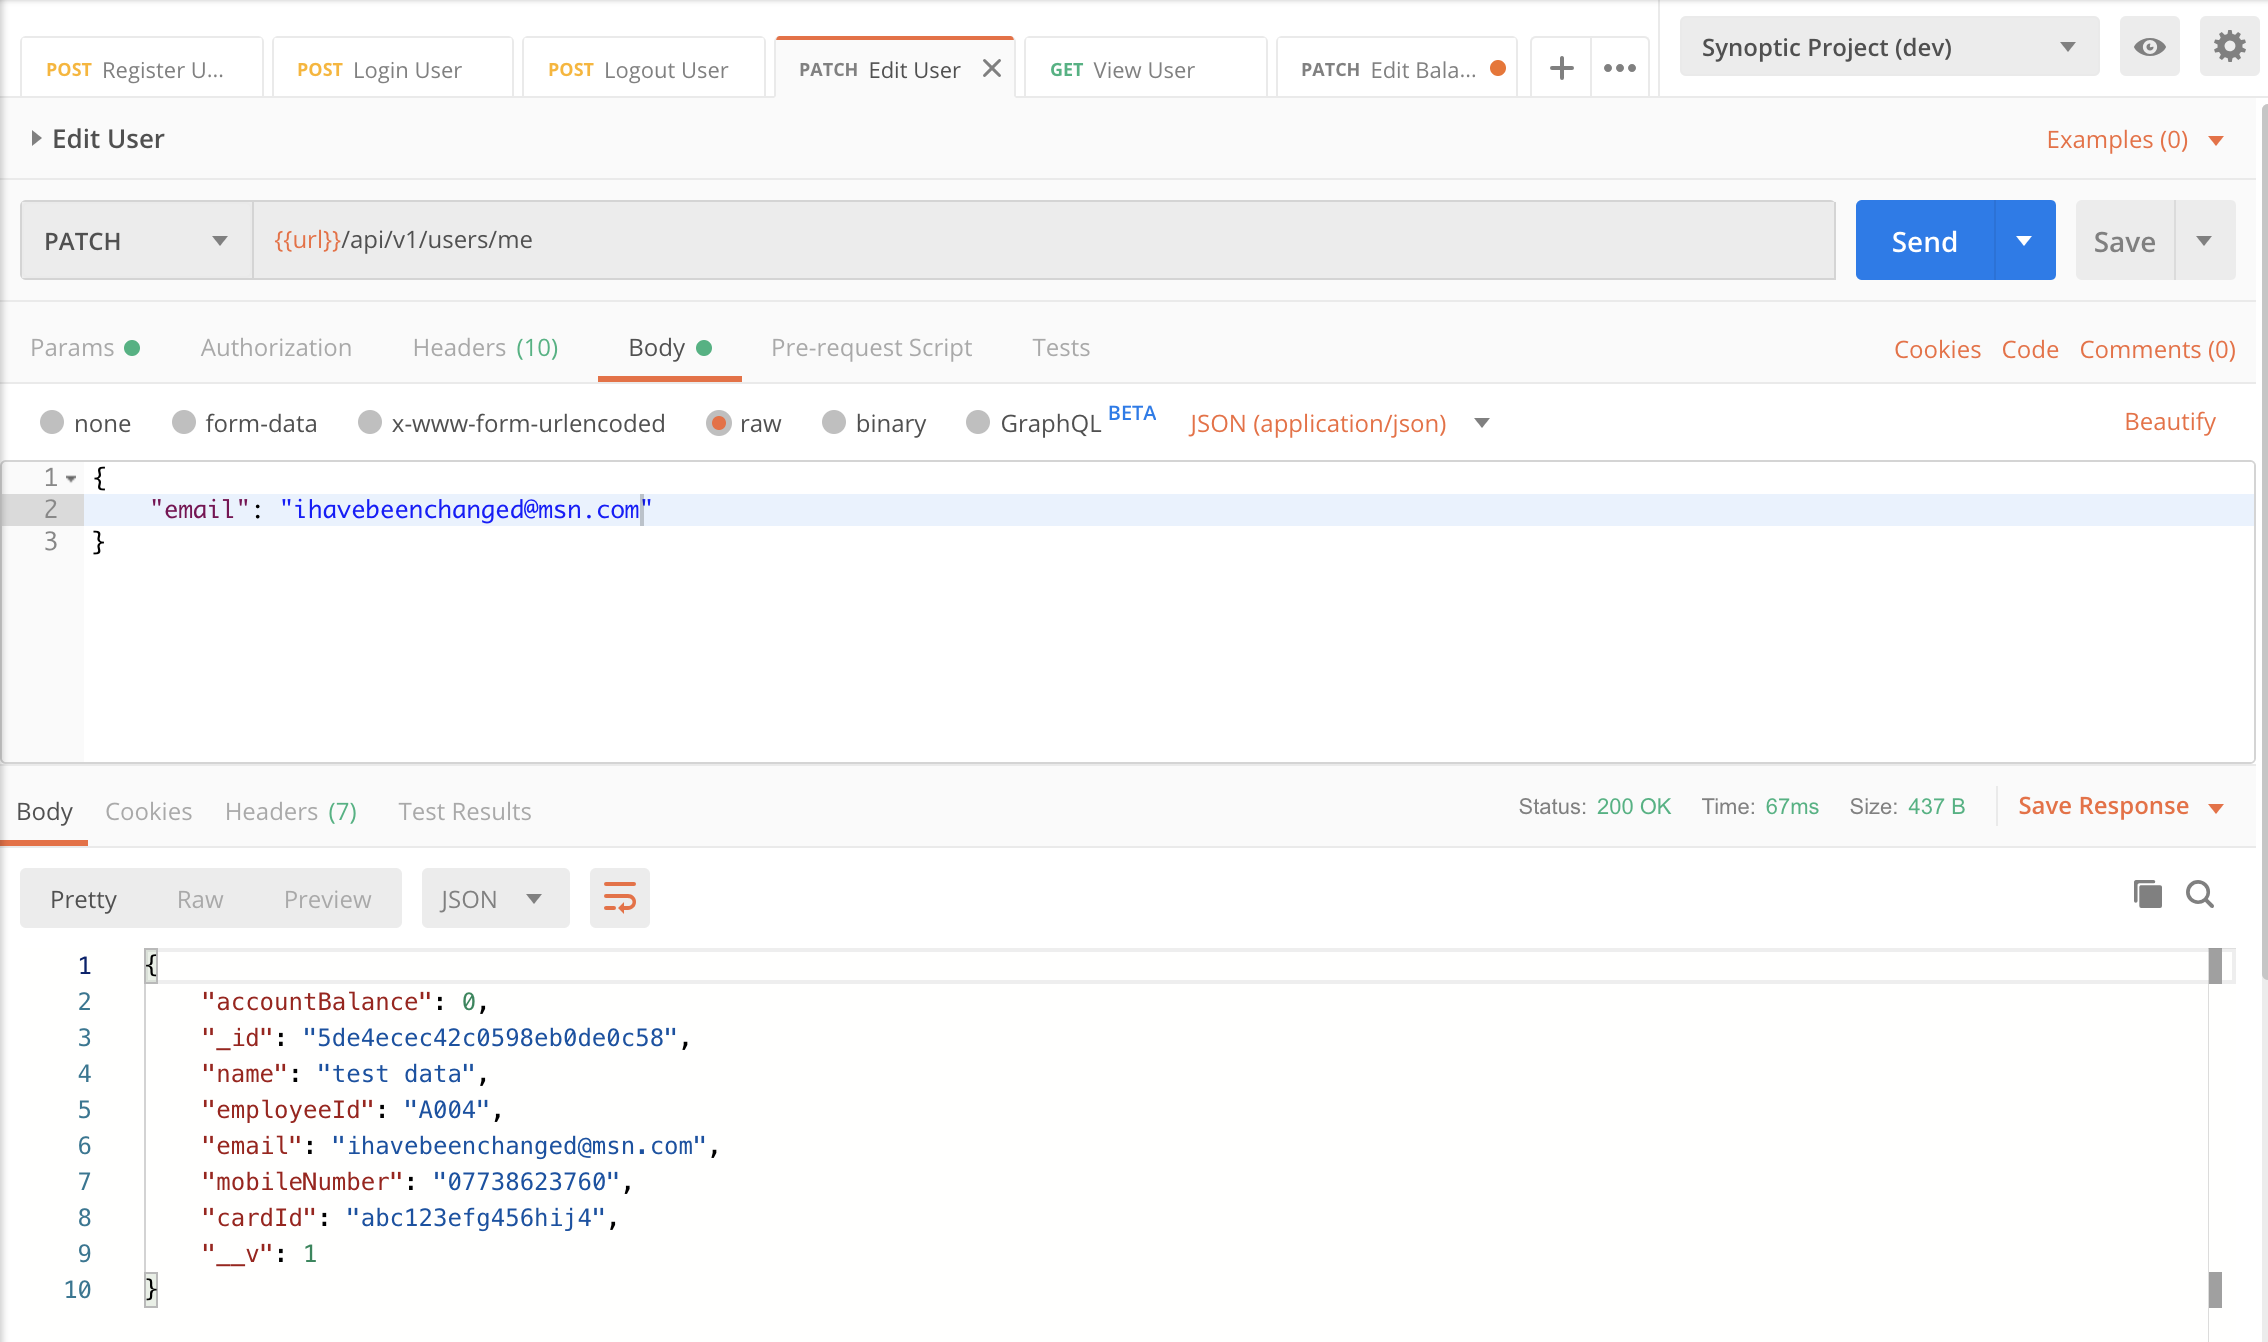 POST Register U... POST Login User POST Logout User PATCH Edit User GET View User PATCH Edit Bala... Synoptic Project (dev)
Edit User Examples (0)
PATCH {{url}}/api/v1/users/me Send Save
Params Authorization Headers (10) Body Pre-request Script Tests Cookies Code Comments (0)
none form-data x-www-form-urlencoded raw binary GraphQL BETA JSON (application/json) Beautify
1 {
2 "email": "ihavebeenchanged@msn.com"
3 }
Body Cookies Headers (7) Test Results Status: 200 OK Time: 67ms Size: 437 B Save Response
Pretty Raw Preview JSON
1 {
2 "accountBalance": 0,
3 "_id": "5de4ecec42c0598eb0de0c58",
4 "name": "test data",
5 "employeeId": "A004",
6 "email": "ihavebeenchanged@msn.com",
7 "mobileNumber": "07738623760",
8 "cardId": "abc123efg456hij4",
9 "__v": 1
10 }